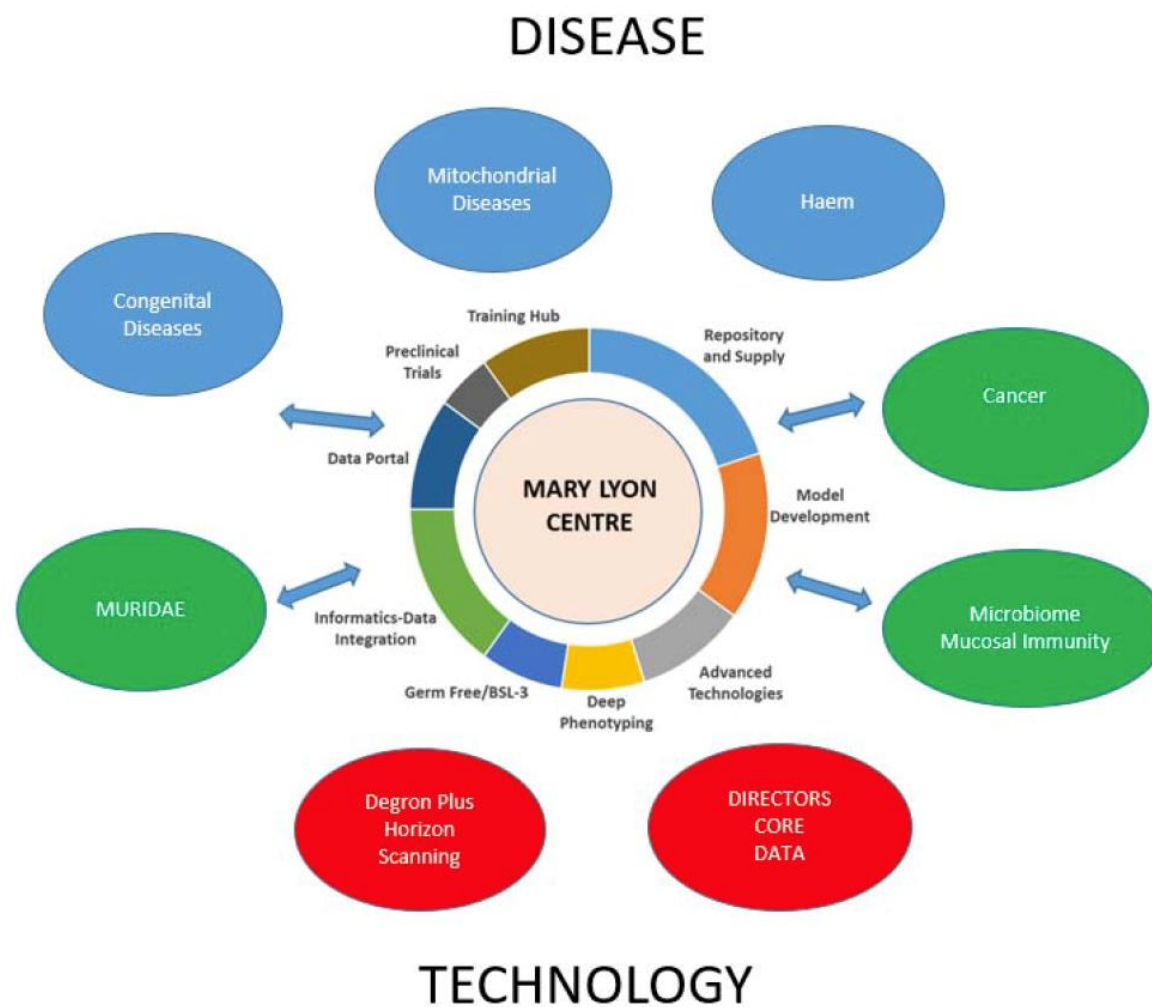 DISEASE
Mitochondrial
Diseases
Haem
Congenital
Diseases
Training Hub
Repository
and Supply
Preclinical
Trials
Cancer
Data Portal
MARY LYON
CENTRE
Model
Development
MURIDAE
Informatics-Data
Integration
Microbiome
Mucosal Immunity
Germ Free/BSL-3
Deep
Phenotyping
Advanced
Technologies
Degron Plus
Horizon
Scanning
DIRECTORS
CORE
DATA
TECHNOLOGY